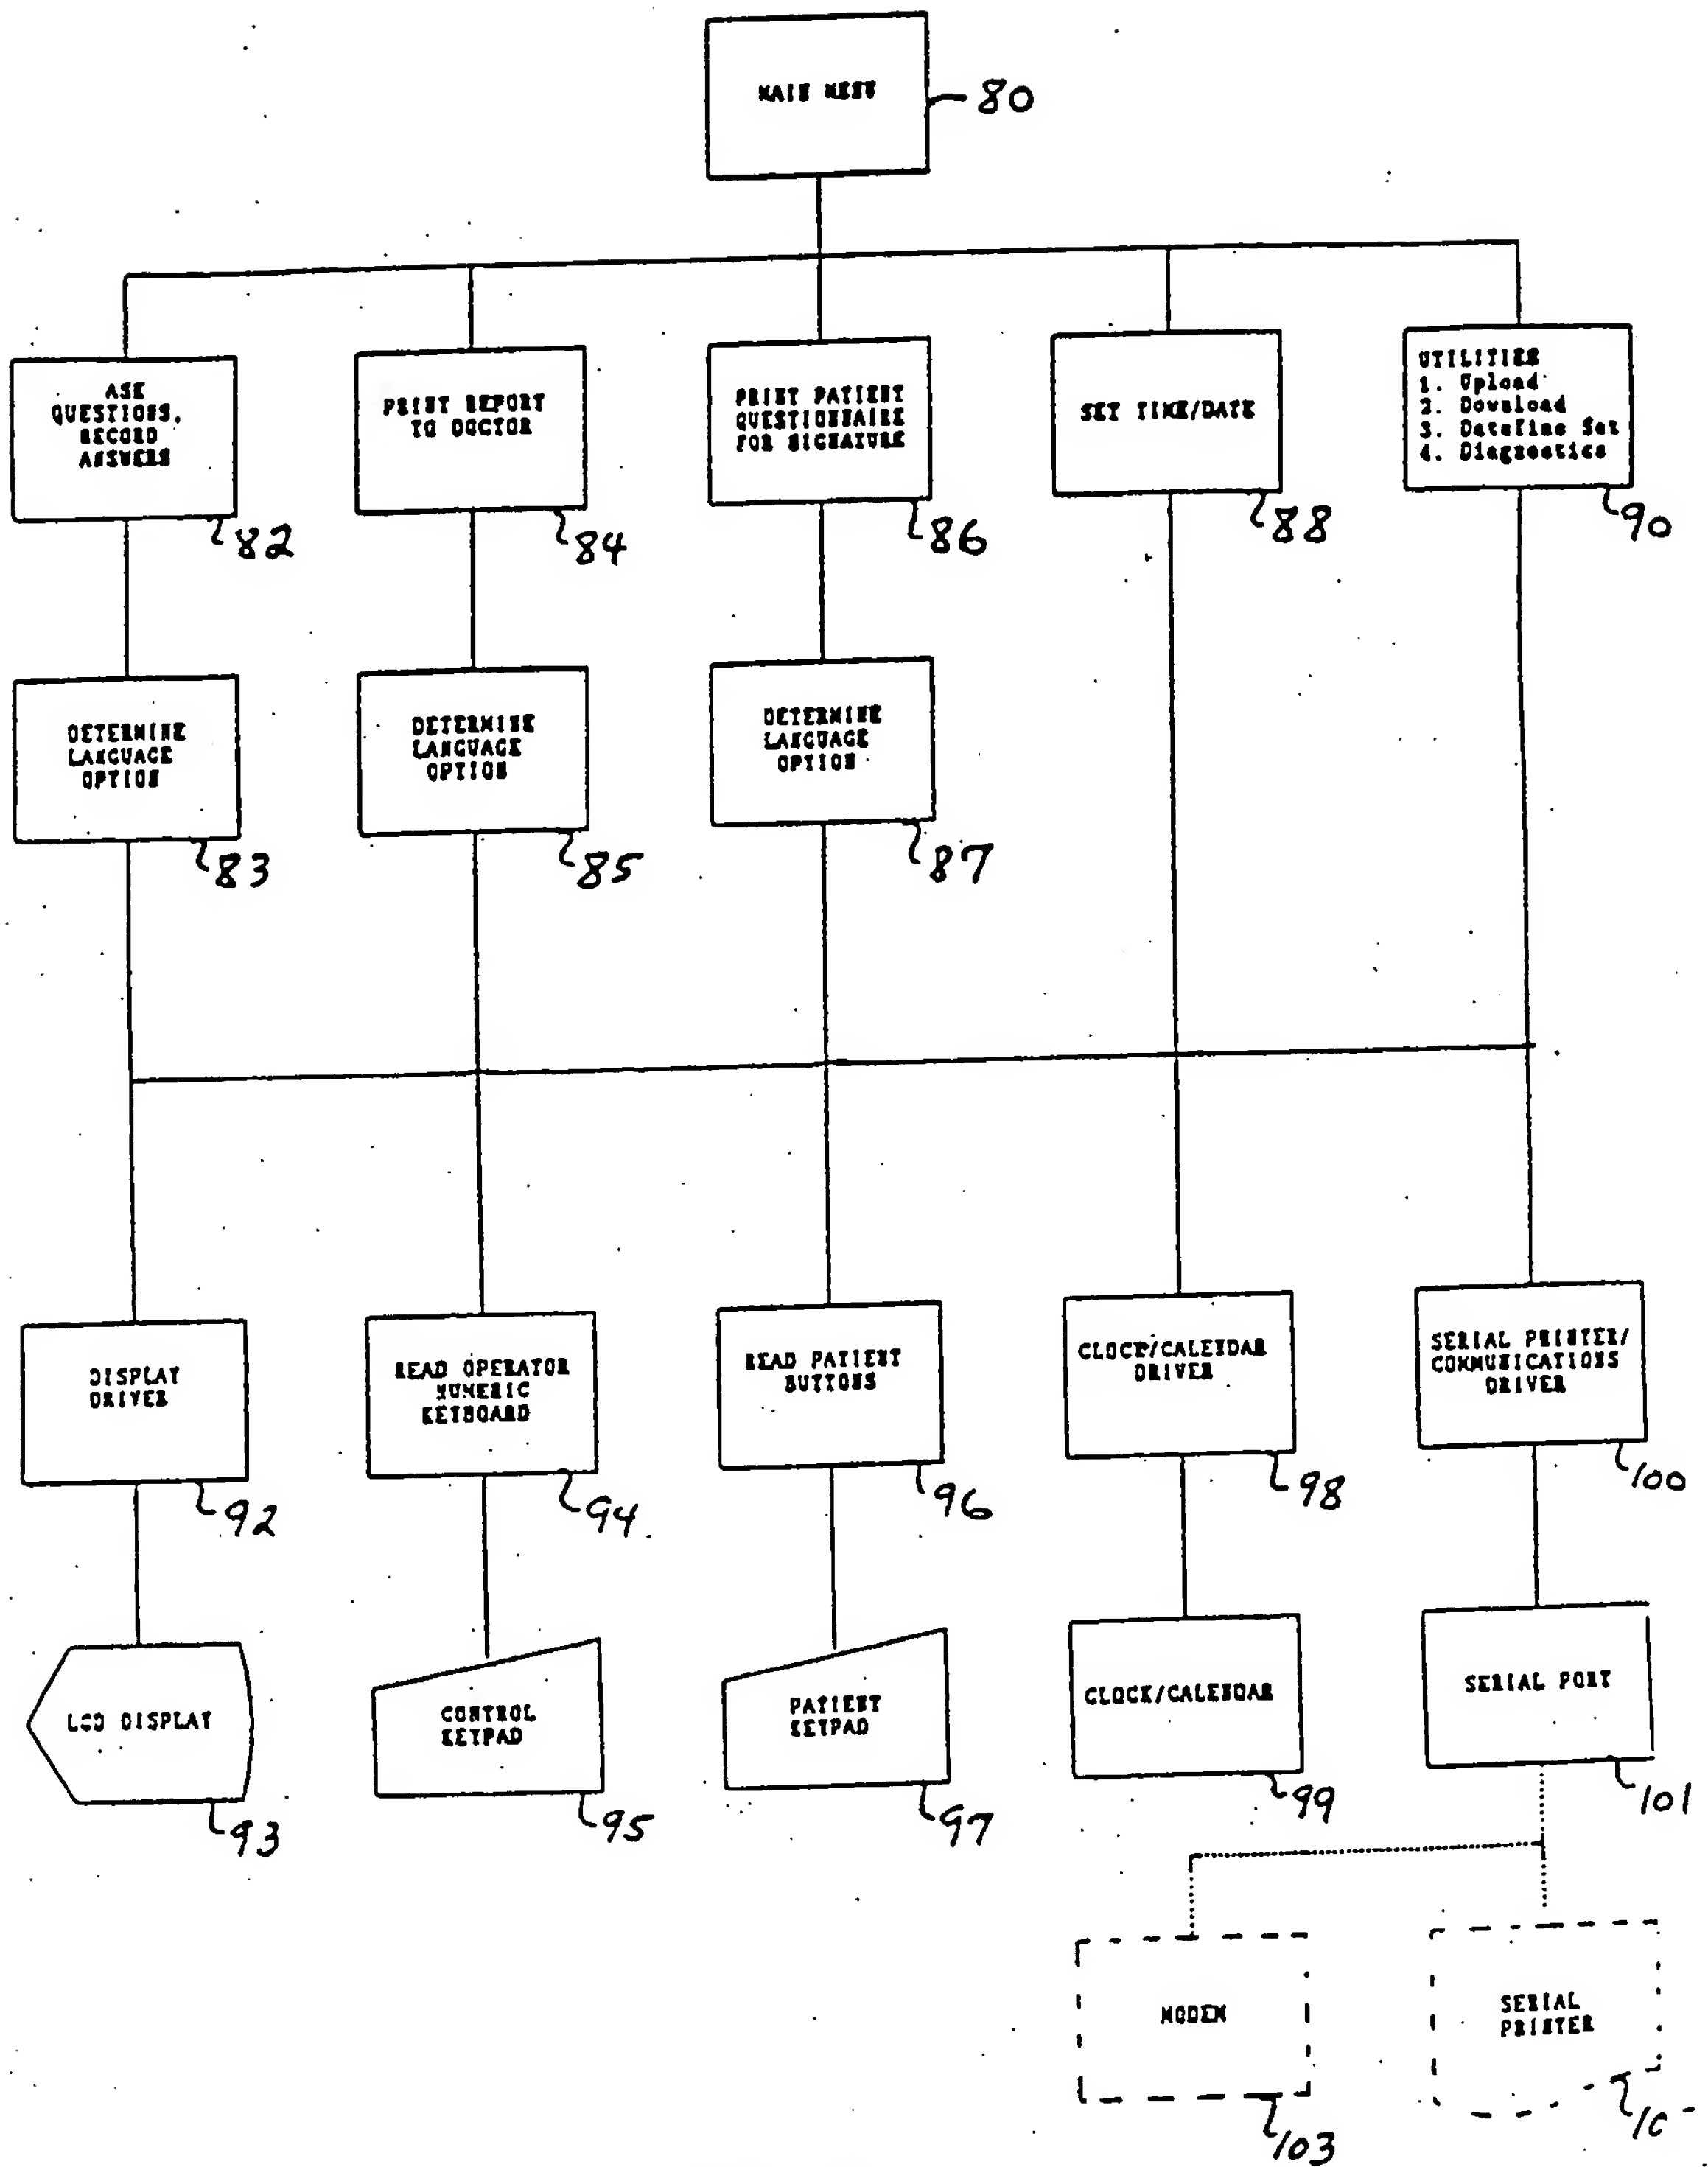 MAIN MENU
80
ASK
QUESTIONS,
RECORD
ANSWERS
82
PRINT REPORT
TO DOCTOR
84
PRINT PATIENT
QUESTIONNAIRE
FOR SIGNATURE
86
SET TIME/DATE
88
UTILITIES
1. Upload
2. Download
3. Datefine Set
4. Diagnostics
90
DETERMINE
LANGUAGE
OPTION
83
DETERMINE
LANGUAGE
OPTION
85
DETERMINE
LANGUAGE
OPTION
87
DISPLAY
DRIVER
92
READ OPERATOR
NUMERIC
KEYBOARD
94
READ PATIENT
BUTTONS
96
CLOCK/CALENDAR
DRIVER
98
SERIAL PRINTER/
COMMUNICATIONS
DRIVER
100
LCD DISPLAY
93
CONTROL
KEYPAD
95
PATIENT
KEYPAD
97
CLOCK/CALENDAR
99
SERIAL PORT
101
MODEM
103
SERIAL
PRINTER